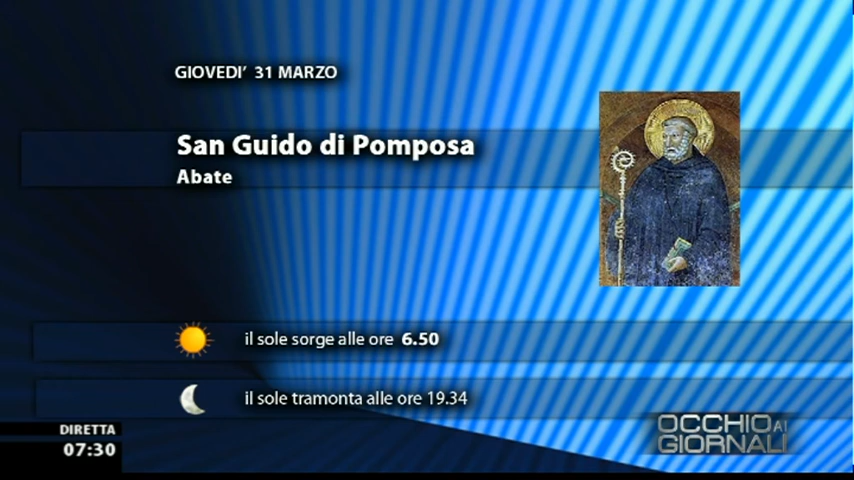 GIOVEDI' 31 MARZO
San Guido di Pomposa
Abate
il sole sorge alle ore 6.50
il sole tramonta alle ore 19.34
DIRETTA
07:30
OCCHIO AI
GIORNALI